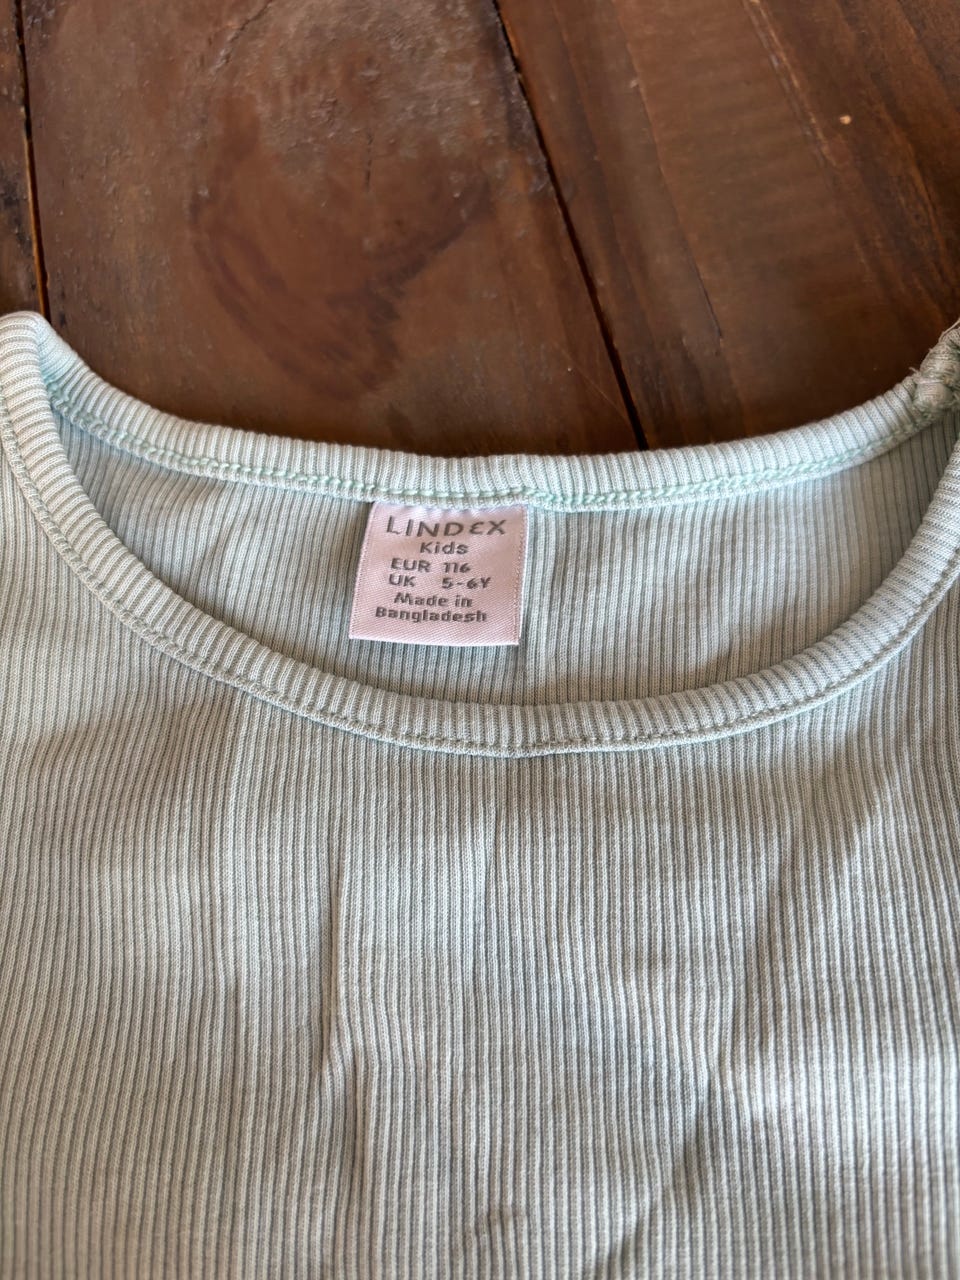 LINDEX
Kids
EUR 116
UK 5-6Y
Made in
Bangladesh